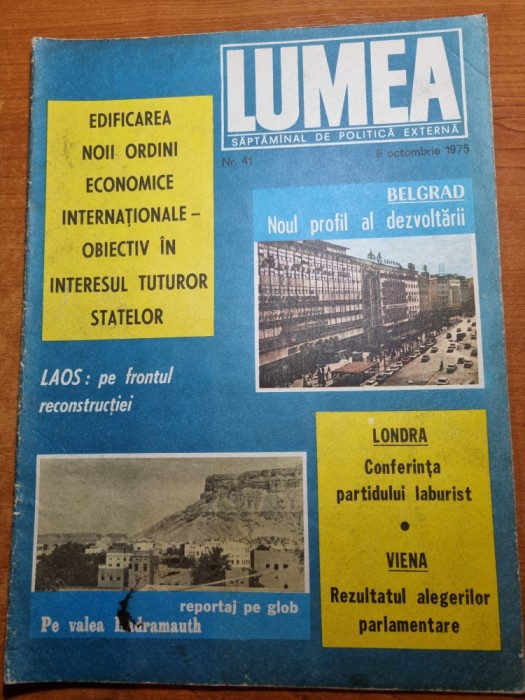 LUMEA
SĂPTĂMÎNAL DE POLITICĂ EXTERNĂ
Nr. 41
9 octombrie 1975
EDIFICAREA
NOII ORDINI
ECONOMICE
INTERNAȚIONALE –
OBIECTIV ÎN
INTERESUL TUTUROR
STATELOR
BELGRAD
Noul profil al dezvoltării
LAOS : pe frontul
reconstrucției
LONDRA
Conferința
partidului laburist
●
VIENA
Rezultatul alegerilor
parlamentare
reportaj pe glob
Pe valea